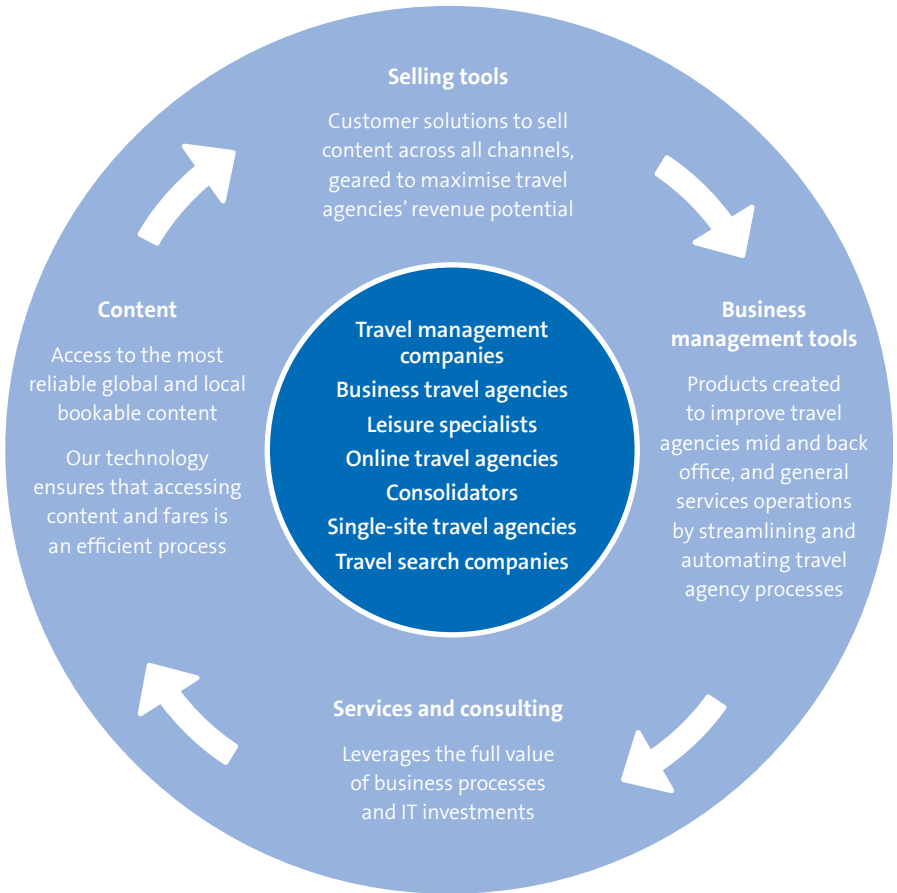 Selling tools
Customer solutions to sell
content across all channels,
geared to maximise travel
agencies’ revenue potential
Content
Access to the most
reliable global and local
bookable content
Our technology
ensures that accessing
content and fares is
an efficient process
Travel management
companies
Business travel agencies
Leisure specialists
Online travel agencies
Consolidators
Single-site travel agencies
Travel search companies
Business
management tools
Products created
to improve travel
agencies mid and back
office, and general
services operations
by streamlining and
automating travel
agency processes
Services and consulting
Leverages the full value
of business processes
and IT investments